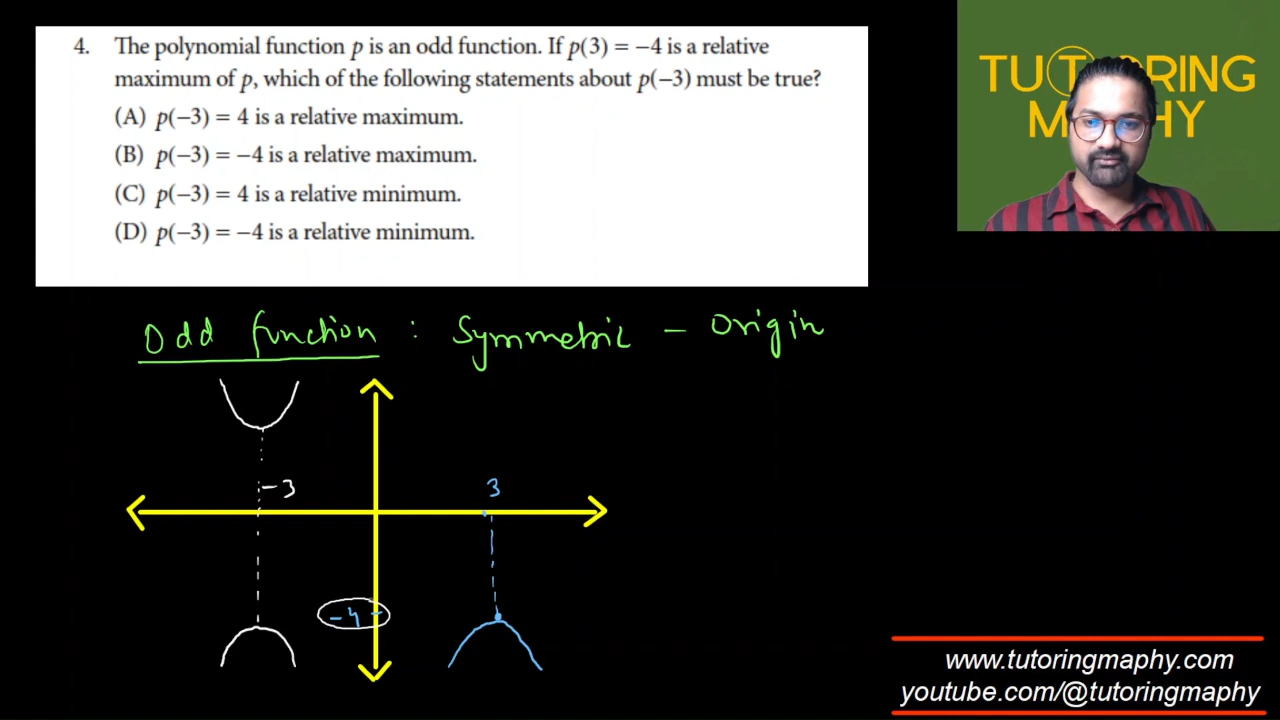 4. The polynomial function p is an odd function. If p(3) = −4 is a relative
maximum of p, which of the following statements about p(−3) must be true?
(A) p(−3) = 4 is a relative maximum.
(B) p(−3) = −4 is a relative maximum.
(C) p(−3) = 4 is a relative minimum.
(D) p(−3) = −4 is a relative minimum.
TUTORING
MAPHY
Odd function : Symmetric − Origin
−3
3
−4
www.tutoringmaphy.com
youtube.com/@tutoringmaphy